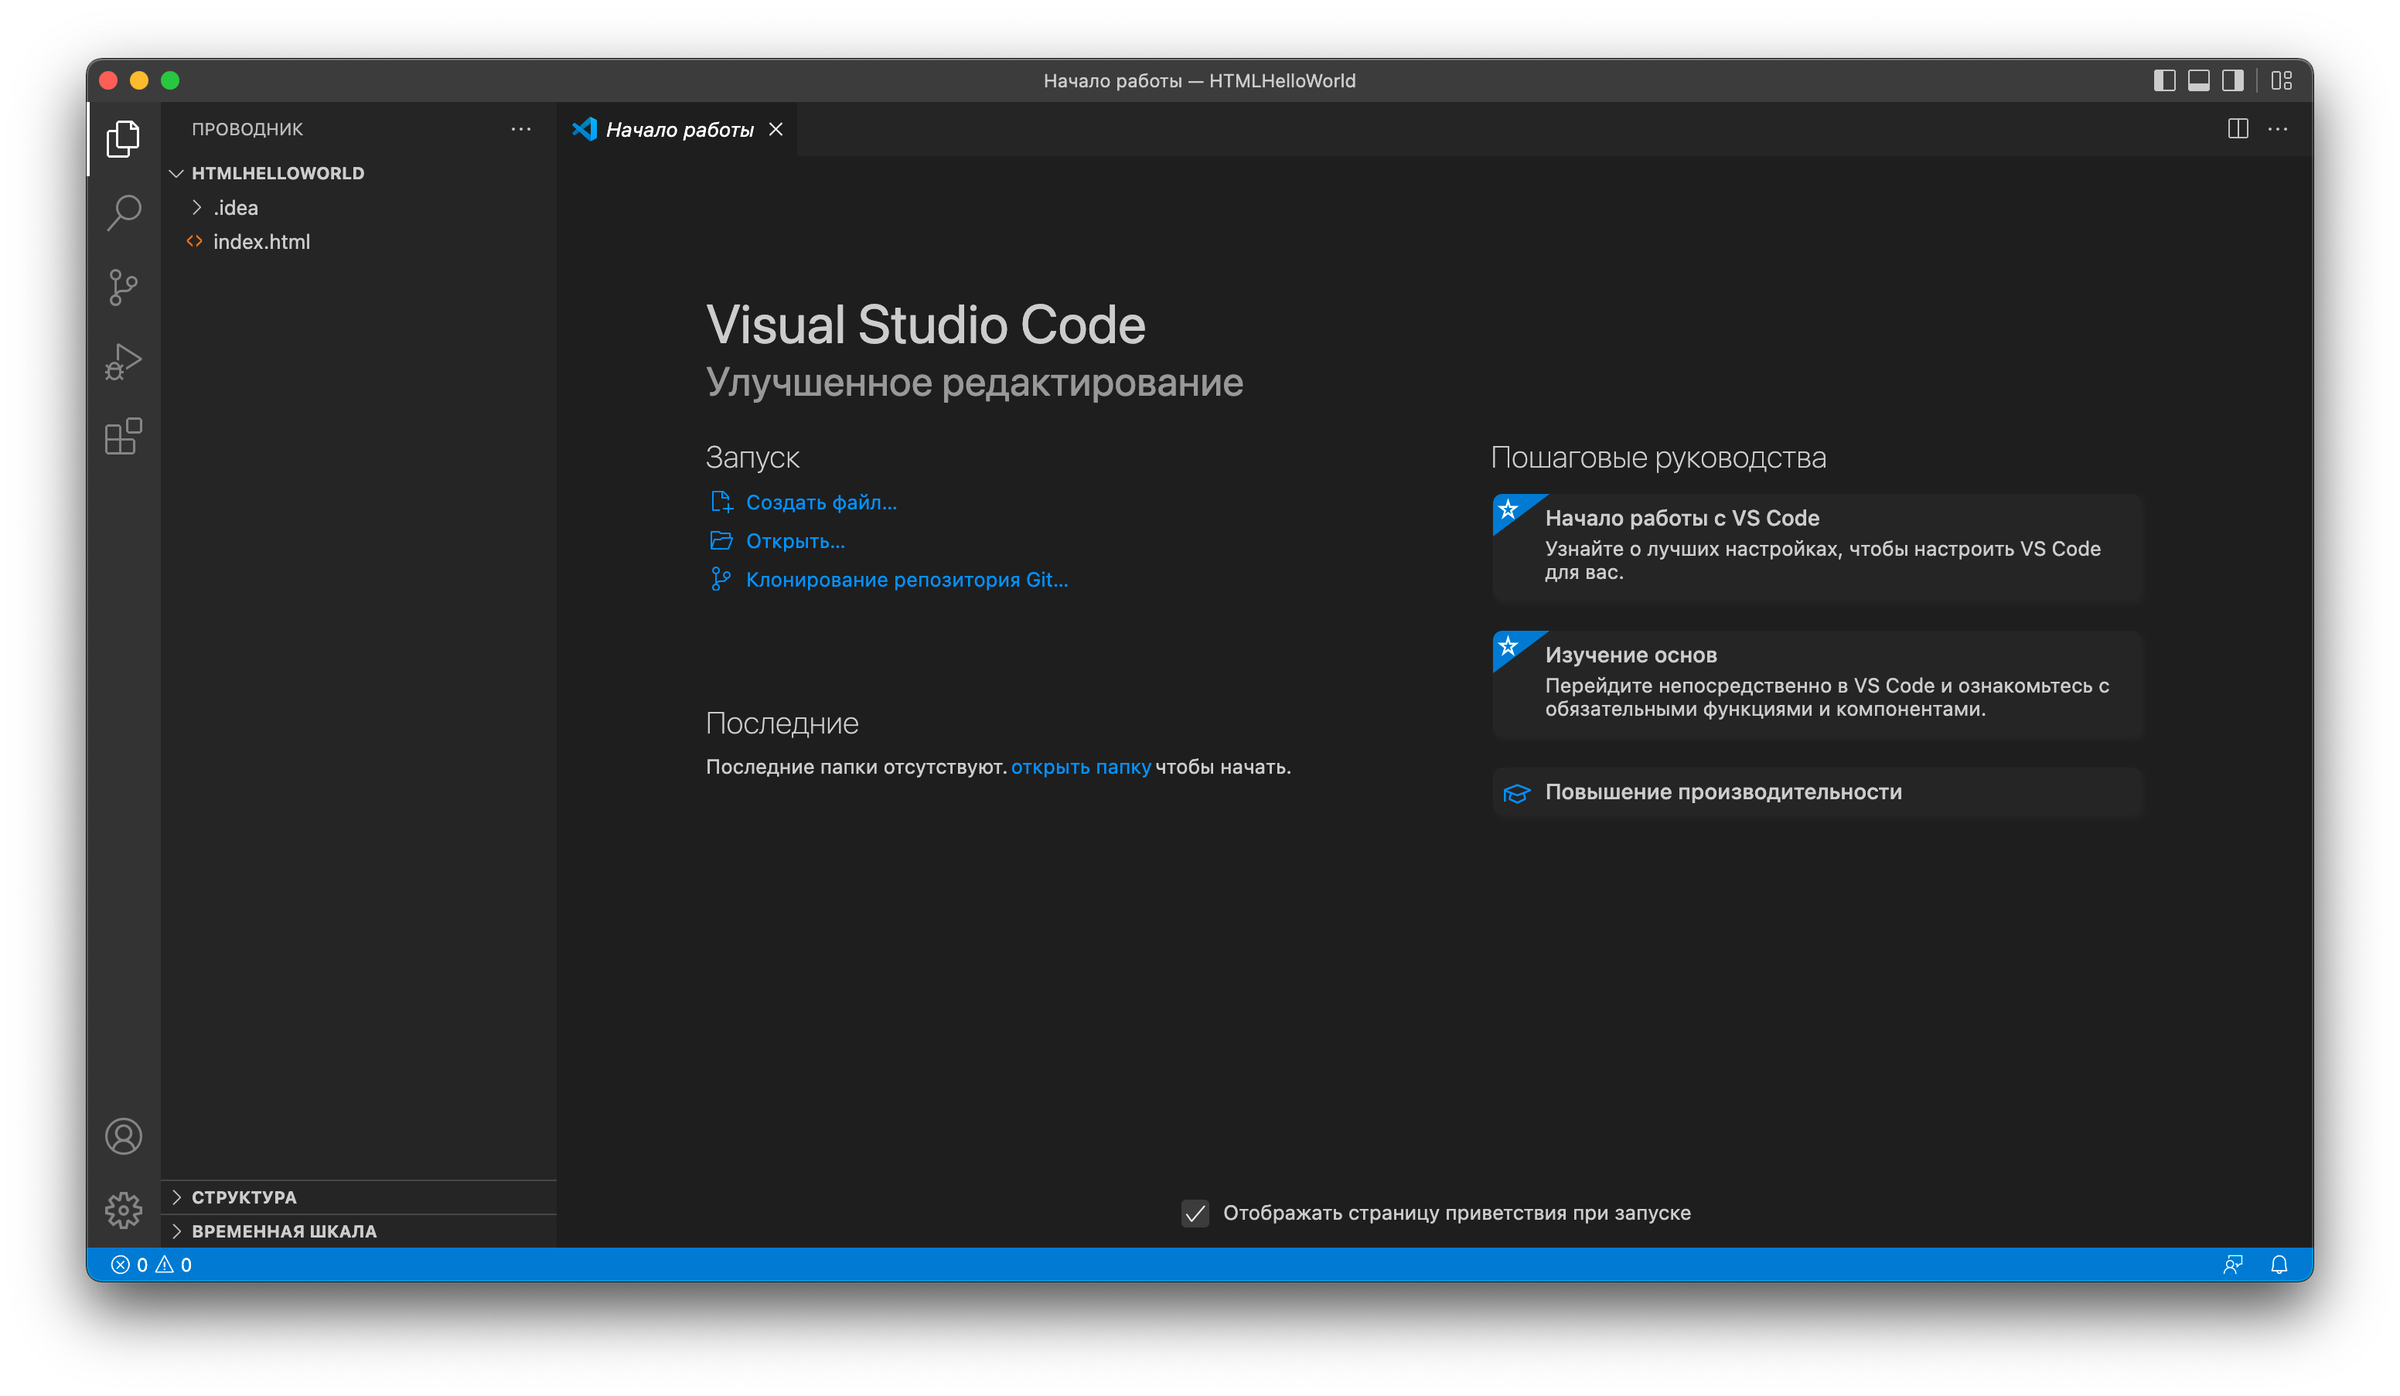 Начало работы — HTMLHelloWorld
ПРОВОДНИК
HTMLHELLOWORLD
.idea
index.html
СТРУКТУРА
ВРЕМЕННАЯ ШКАЛА
Начало работы
Visual Studio Code
Улучшенное редактирование
Запуск
Создать файл...
Открыть...
Клонирование репозитория Git...
Последние
Последние папки отсутствуют. открыть папку чтобы начать.
Пошаговые руководства
Начало работы с VS Code
Узнайте о лучших настройках, чтобы настроить VS Code
для вас.
Изучение основ
Перейдите непосредственно в VS Code и ознакомьтесь с
обязательными функциями и компонентами.
Повышение производительности
Отображать страницу приветствия при запуске
0 0